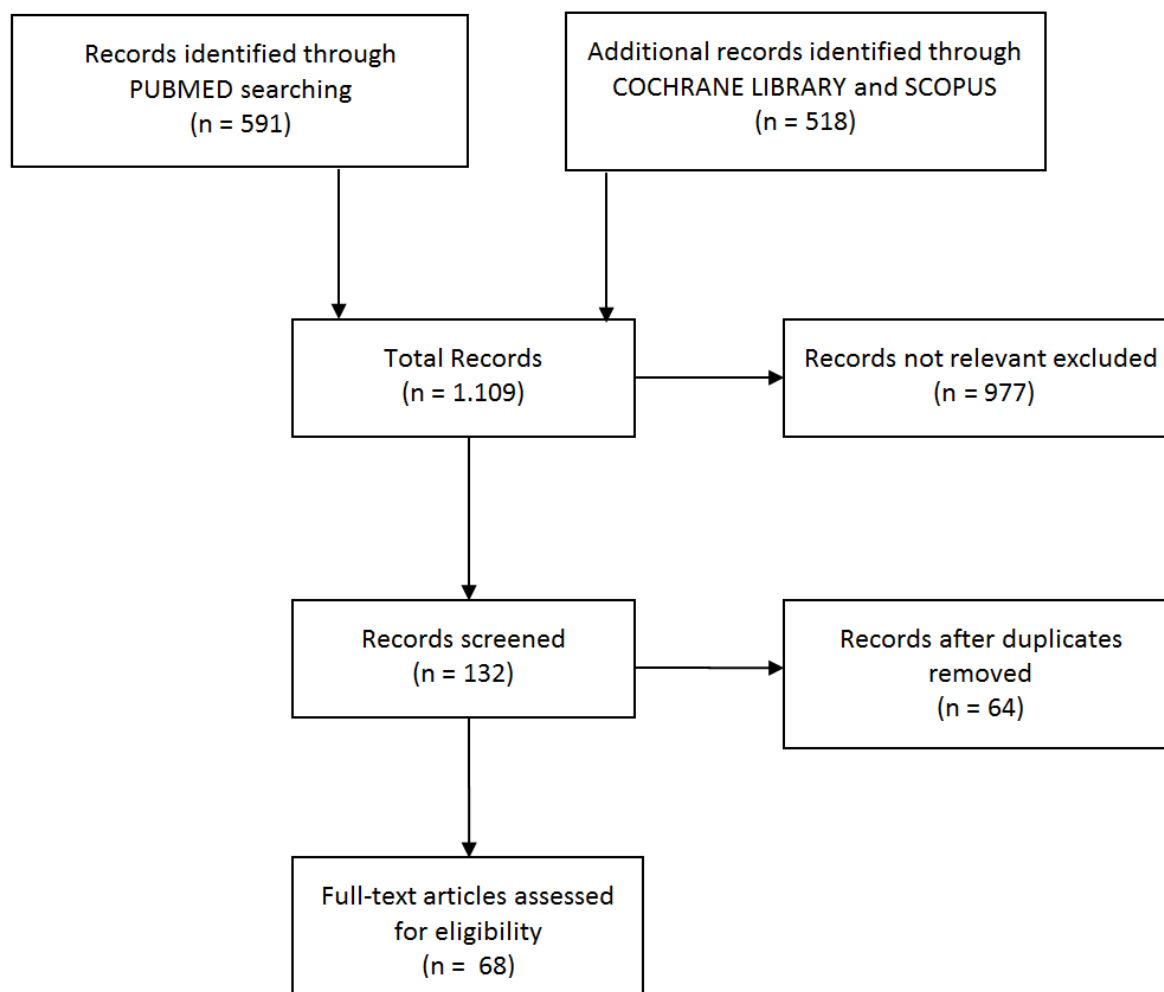 Records identified through
PUBMED searching
(n = 591)
Additional records identified through
COCHRANE LIBRARY and SCOPUS
(n = 518)
Total Records
(n = 1.109)
Records not relevant excluded
(n = 977)
Records screened
(n = 132)
Records after duplicates
removed
(n = 64)
Full-text articles assessed
for eligibility
(n = 68)